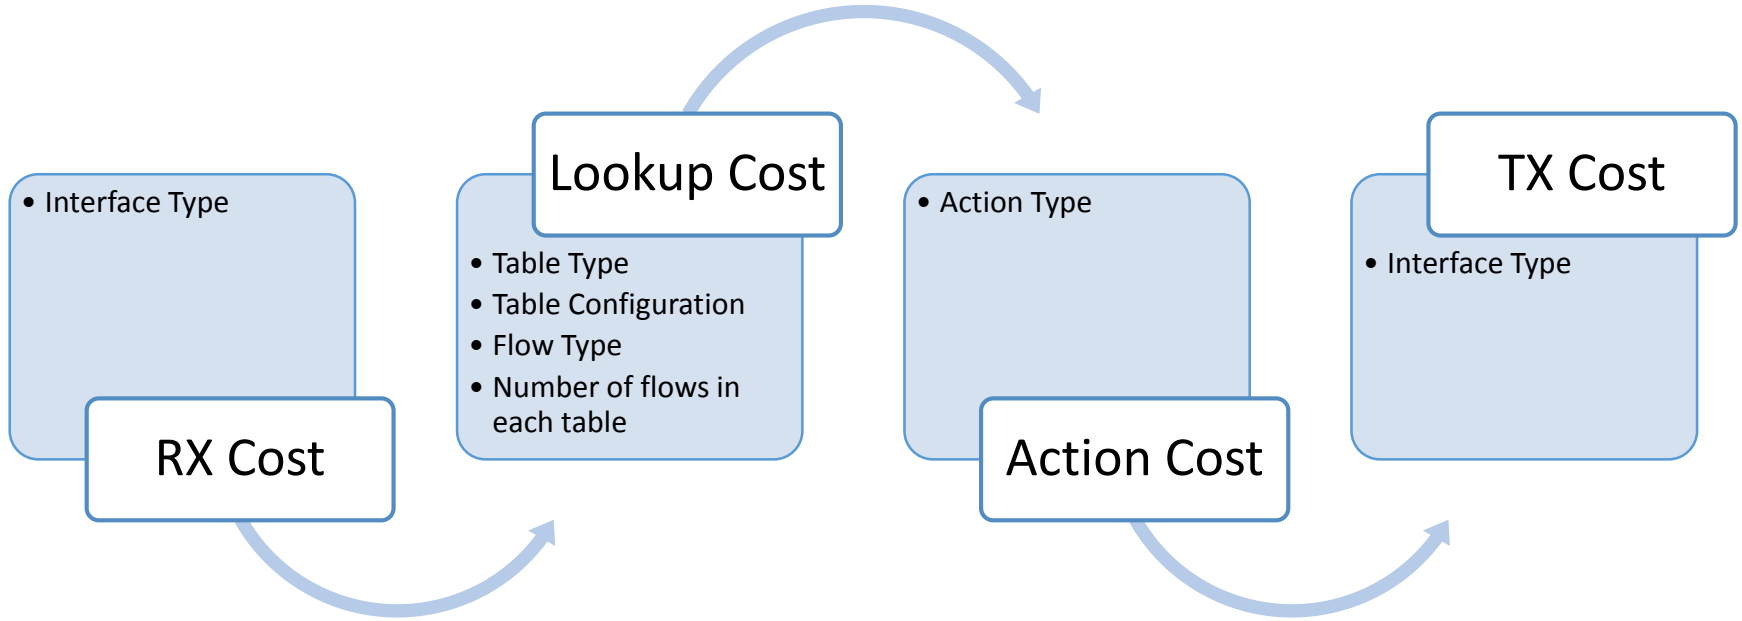 • Interface Type
RX Cost
Lookup Cost
• Table Type
• Table Configuration
• Flow Type
• Number of flows in
each table
• Action Type
Action Cost
TX Cost
• Interface Type